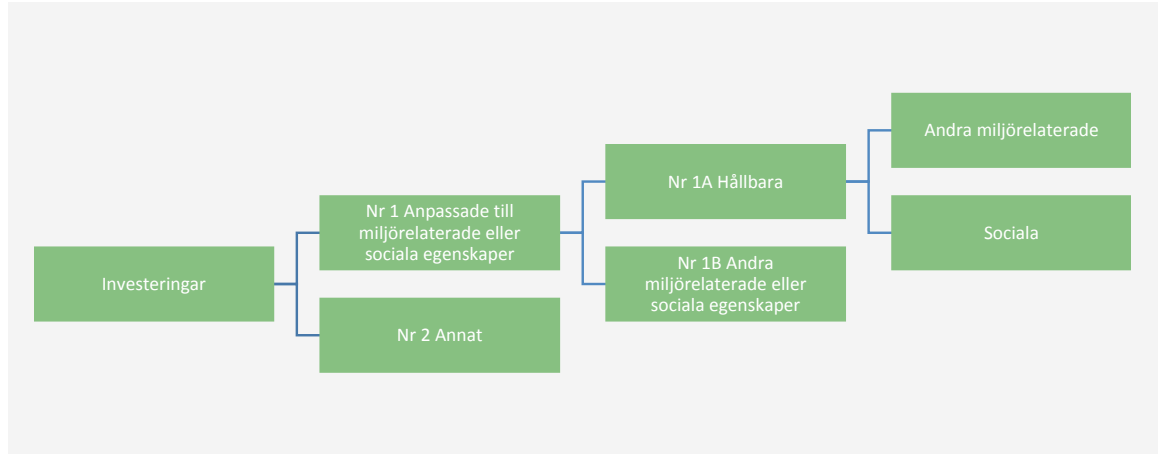 Investeringar
Nr 1 Anpassade till
miljörelaterade eller
sociala egenskaper
Nr 2 Annat
Nr 1A Hållbara
Nr 1B Andra
miljörelaterade eller
sociala egenskaper
Andra miljörelaterade
Sociala